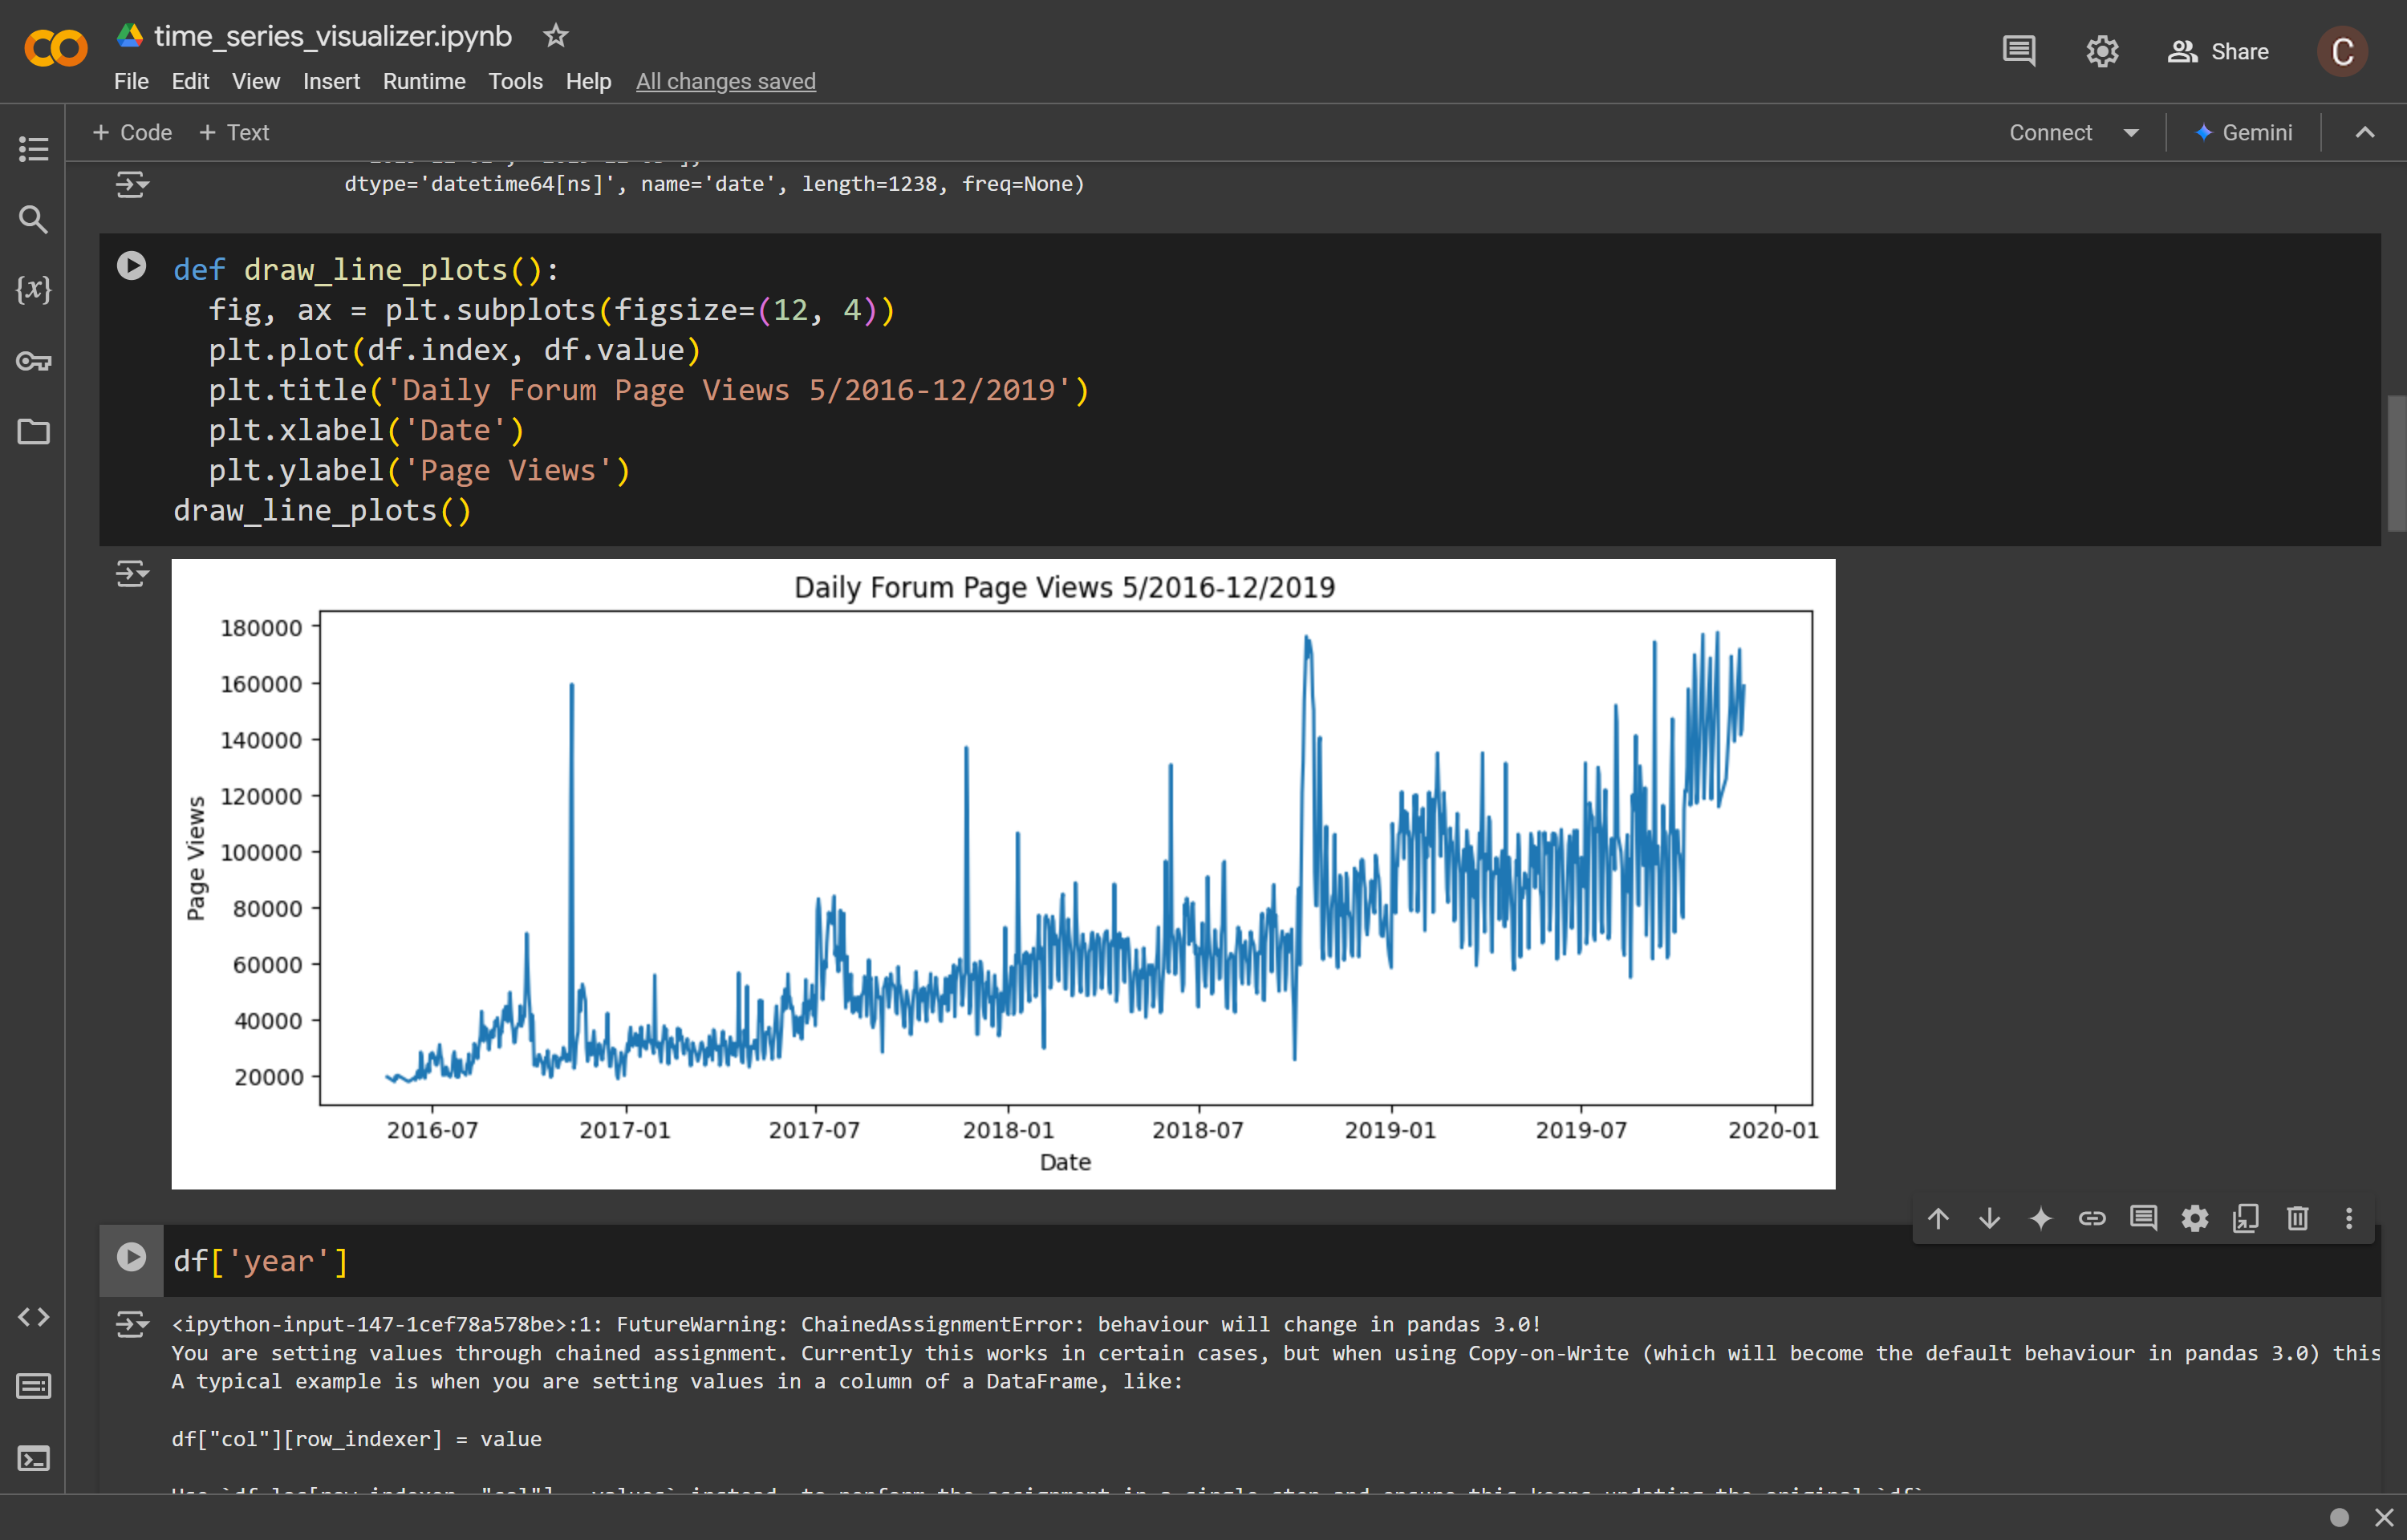 time_series_visualizer.ipynb
File Edit View Insert Runtime Tools Help All changes saved
Share
C
+ Code + Text
Connect
Gemini
{x}
dtype='datetime64[ns]', name='date', length=1238, freq=None)
def draw_line_plots():
fig, ax = plt.subplots(figsize=(12, 4))
plt.plot(df.index, df.value)
plt.title('Daily Forum Page Views 5/2016-12/2019')
plt.xlabel('Date')
plt.ylabel('Page Views')
draw_line_plots()
Daily Forum Page Views 5/2016-12/2019
180000
160000
140000
120000
100000
80000
60000
40000
20000
Page Views
2016-07 2017-01 2017-07 2018-01 2018-07 2019-01 2019-07 2020-01
Date
df['year']
<ipython-input-147-1cef78a578be>:1: FutureWarning: ChainedAssignmentError: behaviour will change in pandas 3.0!
You are setting values through chained assignment. Currently this works in certain cases, but when using Copy-on-Write (which will become the default behaviour in pandas 3.0) this
A typical example is when you are setting values in a column of a DataFrame, like:
df["col"][row_indexer] = value